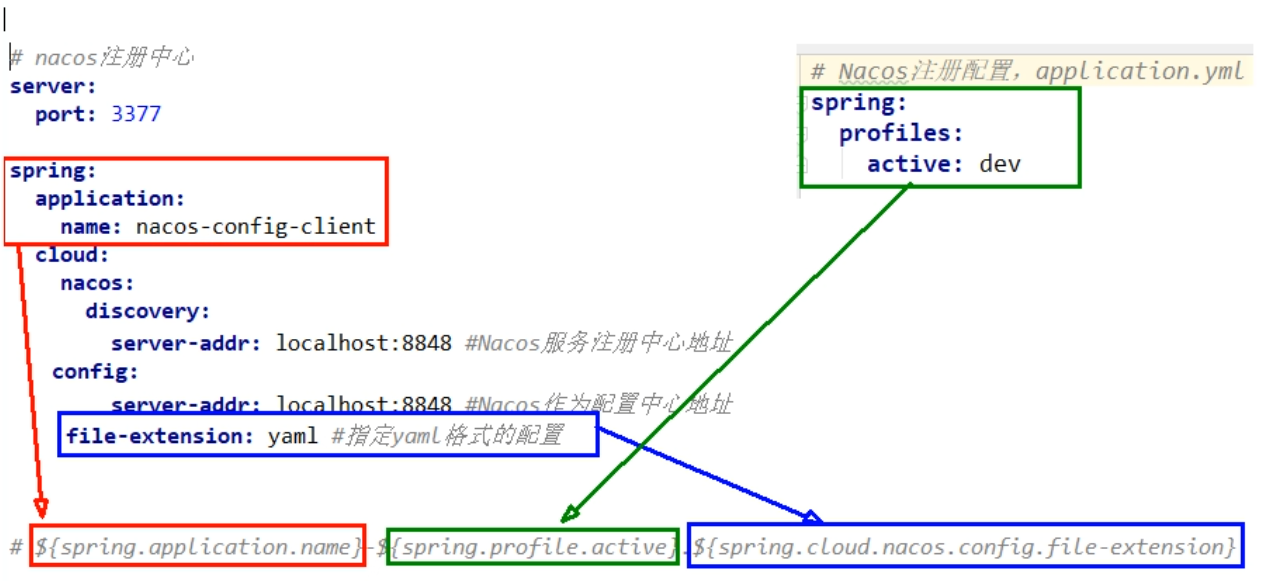 # nacos注册中心
server:
  port: 3377
spring:
  application:
    name: nacos-config-client
  cloud:
    nacos:
      discovery:
        server-addr: localhost:8848 #Nacos服务注册中心地址
   config:
        server-addr: localhost:8848 #Nacos作为配置中心地址
    file-extension: yaml #指定yaml格式的配置
# Nacos注册配置，application.yml
spring:
  profiles:
    active: dev
# ${spring.application.name}-${spring.profile.active}.${spring.cloud.nacos.config.file-extension}